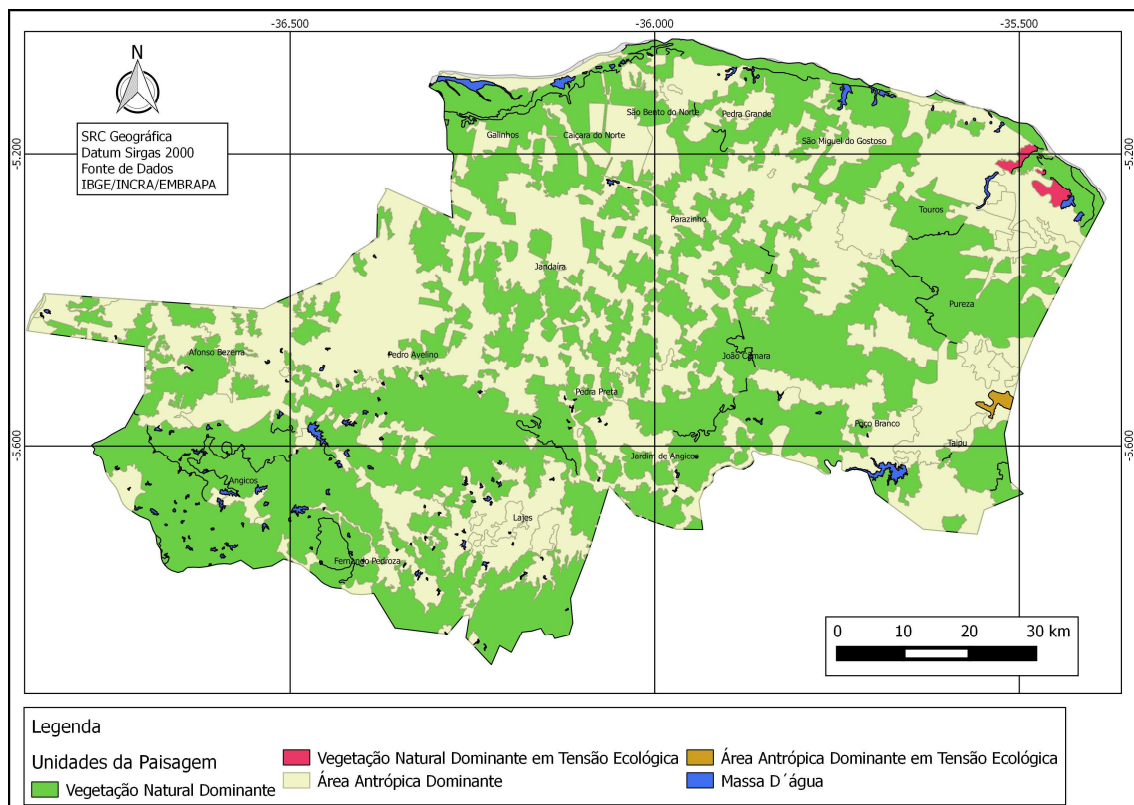 -36.500
-36.000
-35.500
N
SRC Geográfica
Datum Sirgas 2000
Fonte de Dados
IBGE/INCRA/EMBRAPA
São Bento do Norte
Pedra Grande
Galinhos
Caiçara do Norte
São Miguel do Gostoso
-5.200
-5.200
Touros
Parazinho
Jandaíra
Pureza
Afonso Bezerra
Pedro Avelino
João Câmara
Pedra Preta
Poço Branco
Taipu
-5.600
-5.600
Jardim de Angicos
Angicos
Lajes
Fernando Pedroza
0 10 20 30 km
Legenda
Unidades da Paisagem
Vegetação Natural Dominante
Vegetação Natural Dominante em Tensão Ecológica
Área Antrópica Dominante
Área Antrópica Dominante em Tensão Ecológica
Massa D´água